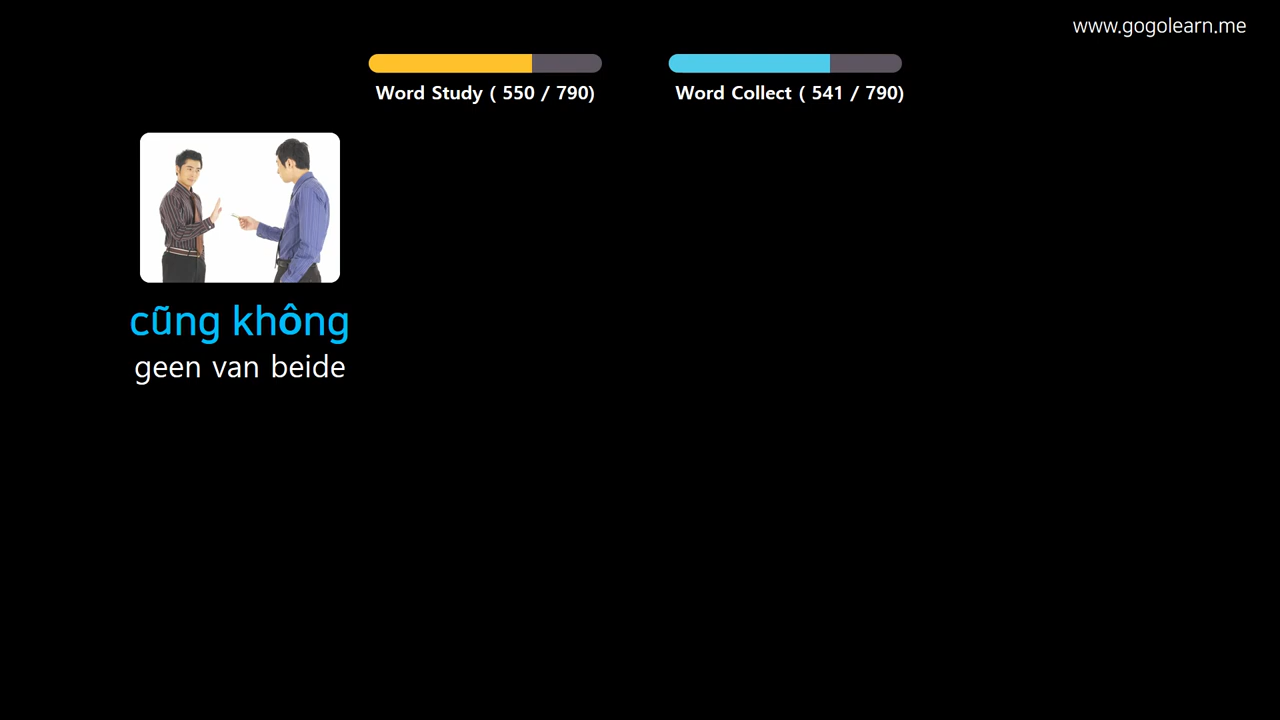 www.gogolearn.me
Word Study ( 550 / 790)
Word Collect ( 541 / 790)
cũng không
geen van beide